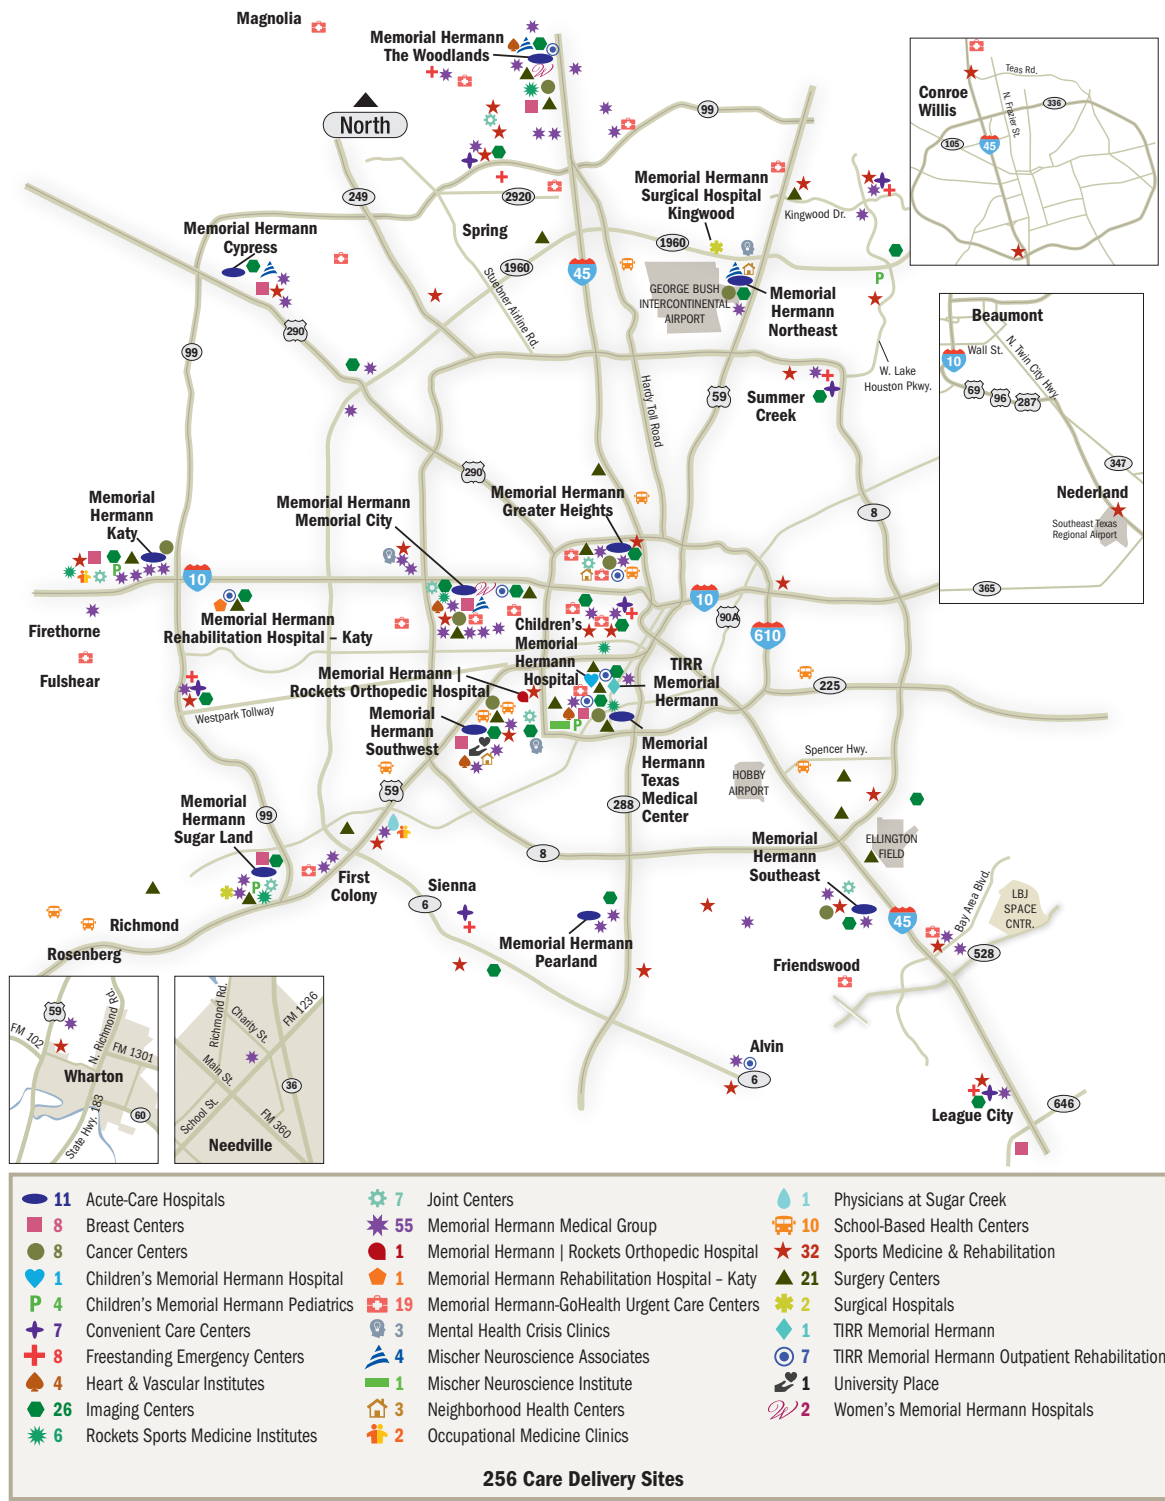 Magnolia
Memorial Hermann
The Woodlands
North
99
249
2920
Memorial Hermann
Surgical Hospital
Kingwood
Kingwood Dr.
Conroe
Willis
Teas Rd.
N. Frazier St.
336
105
45
Memorial Hermann
Cypress
Spring
1960
1960
45
Stuebner Airline Rd.
GEORGE BUSH
INTERCONTINENTAL
AIRPORT
Memorial
Hermann
Northeast
290
99
Hardy Toll Road
59
Summer
Creek
W. Lake
Houston Pkwy.
Beaumont
10
Wall St.
N. Twin City Hwy.
69
96
287
347
Nederland
Southeast Texas
Regional Airport
365
290
8
Memorial
Hermann
Katy
Memorial Hermann
Memorial City
Memorial Hermann
Greater Heights
10
10
90A
610
Memorial Hermann
Rehabilitation Hospital – Katy
Firethorne
Fulshear
Children's
Memorial
Hermann
Hospital
TIRR
Memorial
Hermann
Memorial Hermann |
Rockets Orthopedic Hospital
225
Westpark Tollway
Memorial
Hermann
Southwest
Memorial
Hermann
Texas
Medical
Center
Spencer Hwy.
HOBBY
AIRPORT
59
288
99
Memorial
Hermann
Sugar Land
8
ELLINGTON
FIELD
Memorial
Hermann
Southeast
First
Colony
Sienna
6
45
Bay Area Blvd.
LBJ
SPACE
CNTR.
528
Richmond
Rosenberg
Memorial Hermann
Pearland
Friendswood
59
FM 102
N. Richmond Rd.
FM 1301
Wharton
60
State Hwy. 183
Richmond Rd.
Charity St.
FM 1236
Main St.
36
School St.
FM 360
Needville
Alvin
6
League City
646
11 Acute-Care Hospitals
8 Breast Centers
8 Cancer Centers
1 Children's Memorial Hermann Hospital
P 4 Children's Memorial Hermann Pediatrics
7 Convenient Care Centers
8 Freestanding Emergency Centers
4 Heart & Vascular Institutes
26 Imaging Centers
6 Rockets Sports Medicine Institutes
7 Joint Centers
55 Memorial Hermann Medical Group
1 Memorial Hermann | Rockets Orthopedic Hospital
1 Memorial Hermann Rehabilitation Hospital – Katy
19 Memorial Hermann-GoHealth Urgent Care Centers
3 Mental Health Crisis Clinics
4 Mischer Neuroscience Associates
1 Mischer Neuroscience Institute
3 Neighborhood Health Centers
2 Occupational Medicine Clinics
1 Physicians at Sugar Creek
10 School-Based Health Centers
32 Sports Medicine & Rehabilitation
21 Surgery Centers
2 Surgical Hospitals
1 TIRR Memorial Hermann
7 TIRR Memorial Hermann Outpatient Rehabilitation
1 University Place
W 2 Women's Memorial Hermann Hospitals
256 Care Delivery Sites